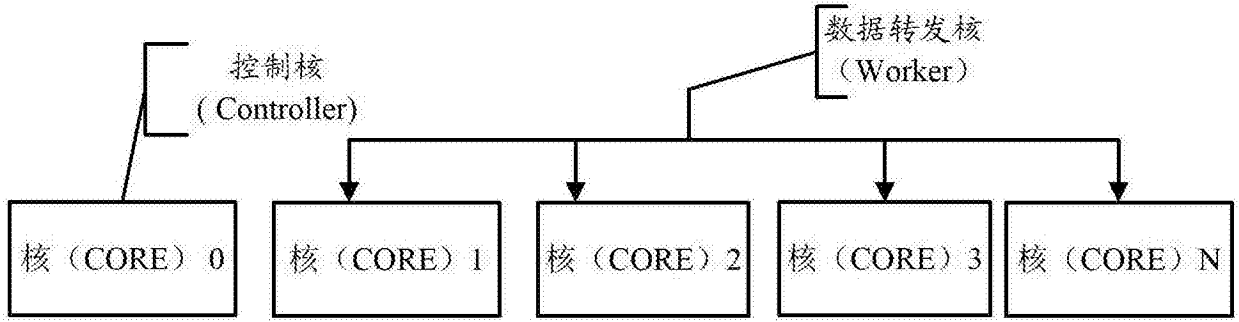 控制核
( Controller)
数据转发核
（Worker）
核（CORE） 0
核（CORE）1
核（CORE）2
核（CORE）3
核（CORE）N